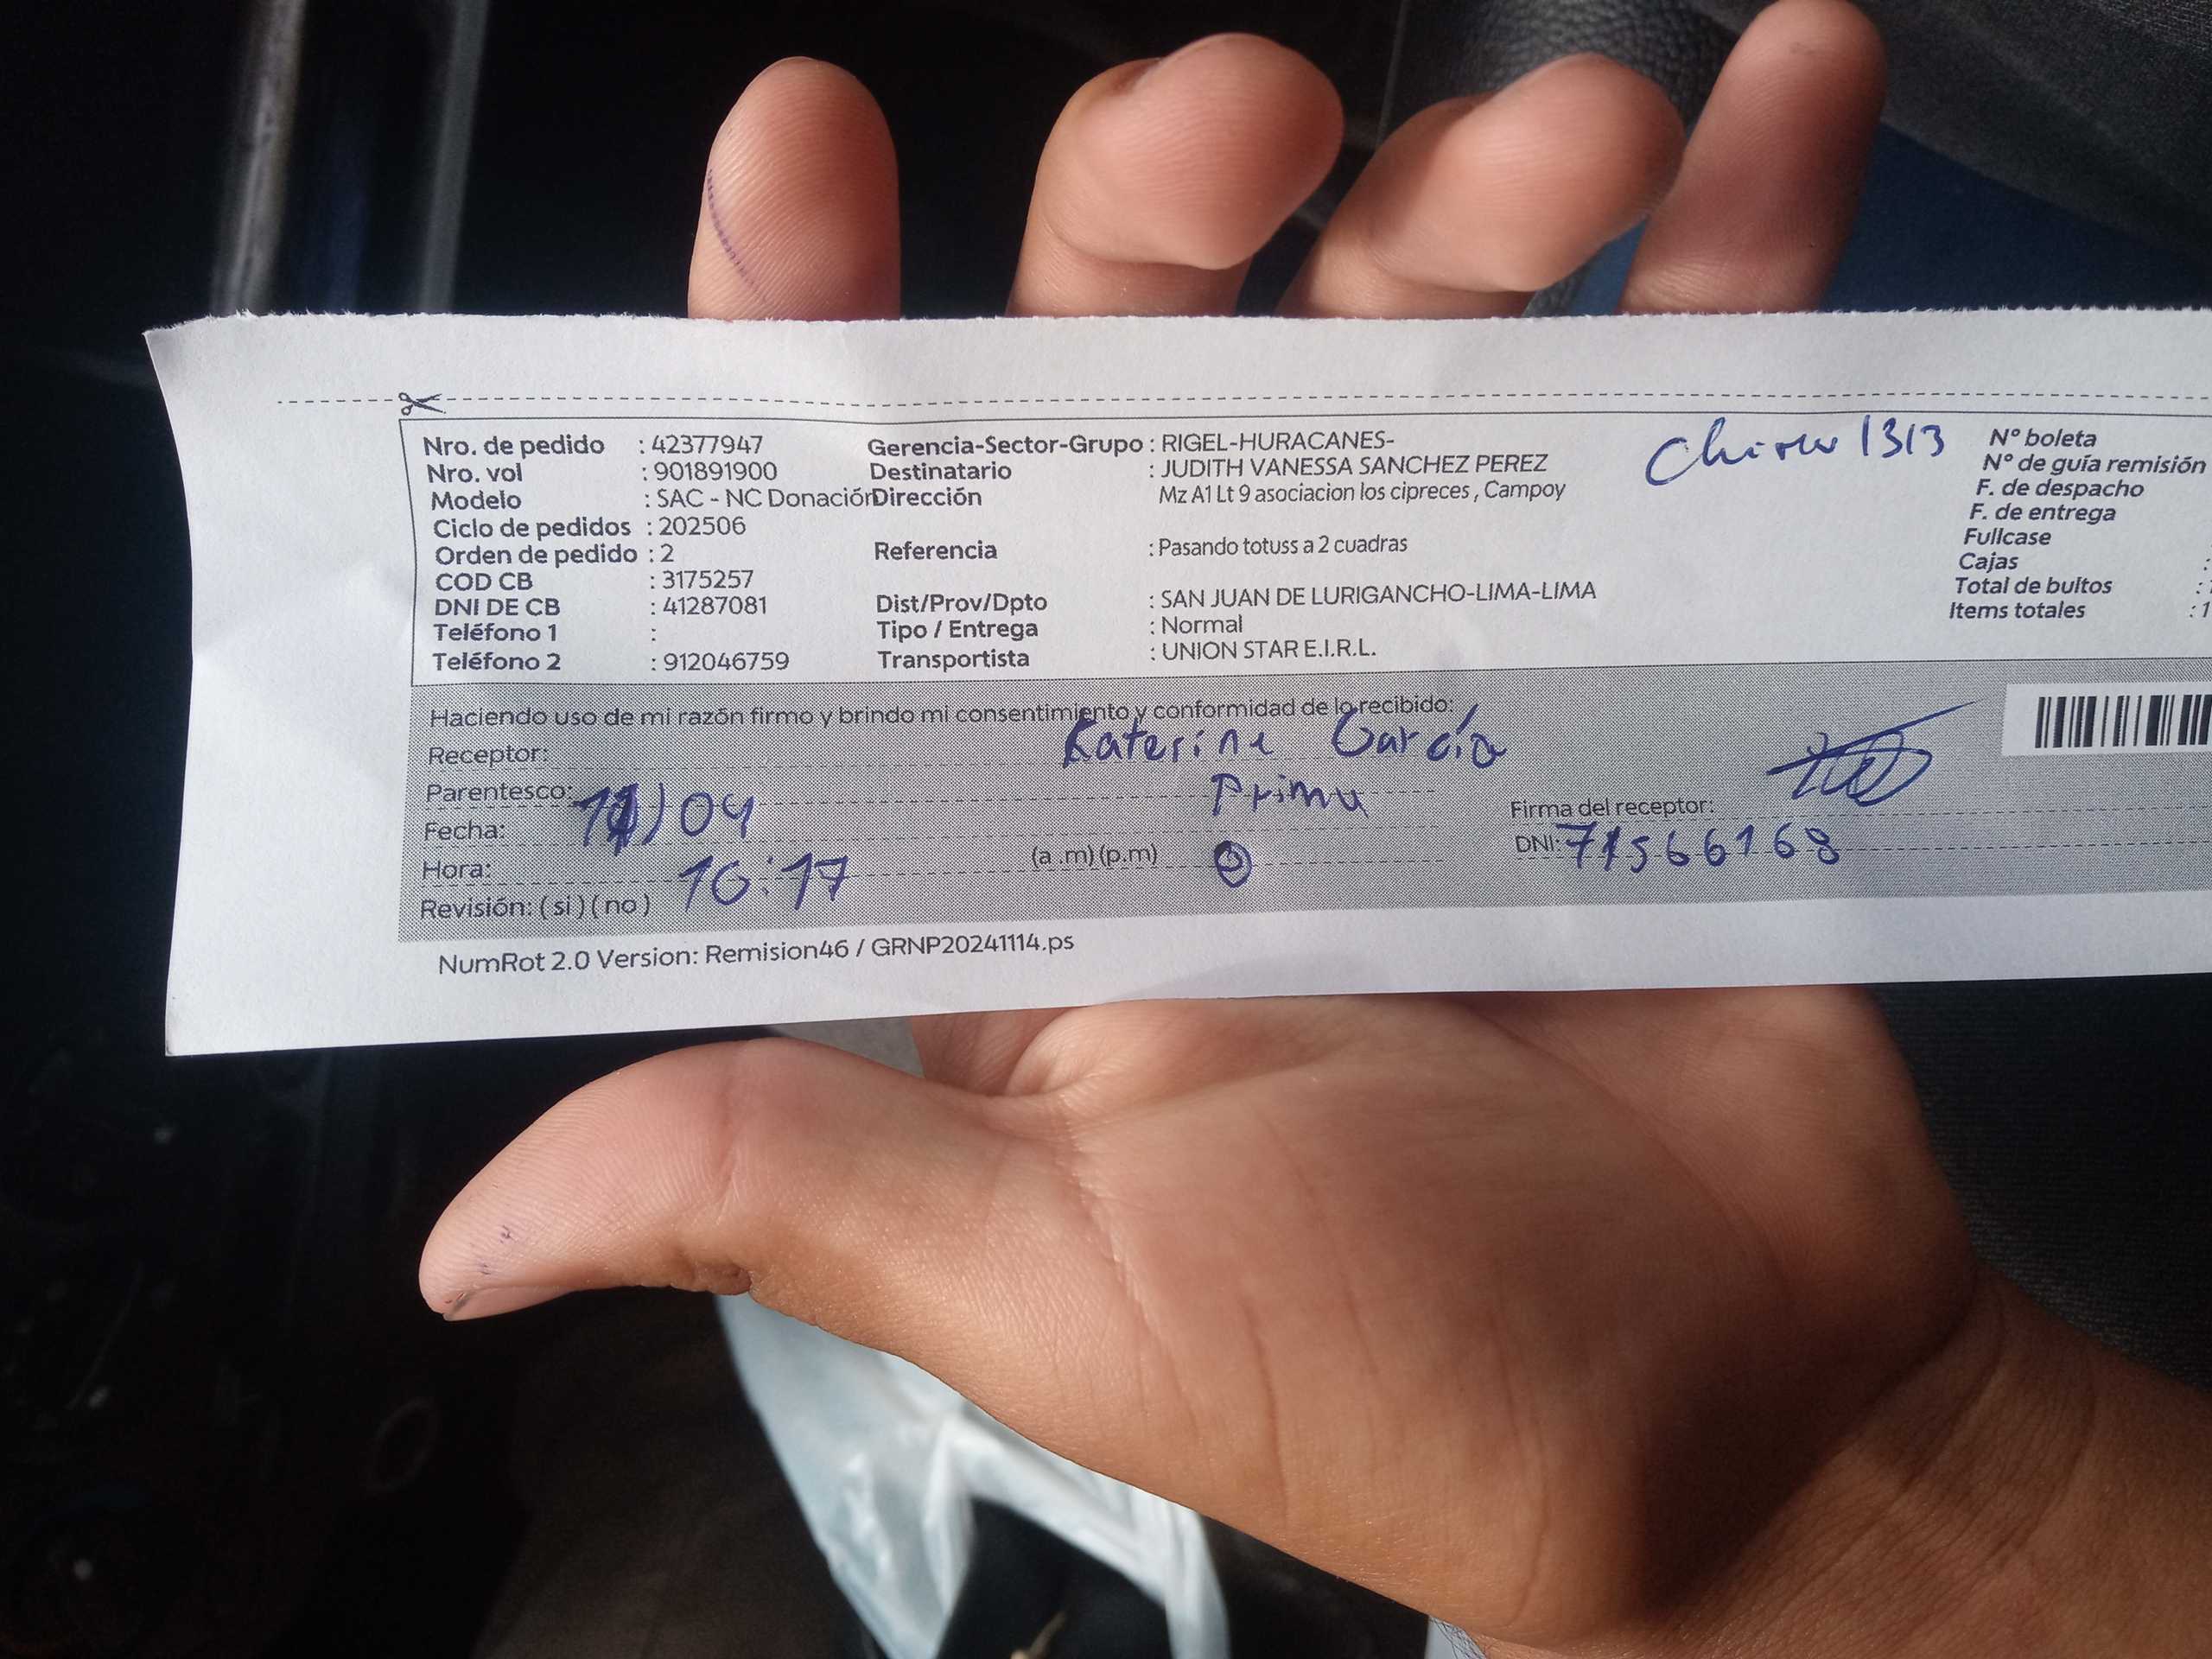 Nro. de pedido : 42377947 Gerencia-Sector-Grupo : RIGEL-HURACANES- 1313 N° boleta
Nro. vol : 901891900 Destinatario : JUDITH VANESSA SANCHEZ PEREZ N° de guía remisión
Modelo : SAC - NC Donación Dirección Mz A1 Lt 9 asociacion los cipreces , Campoy F. de despacho
Ciclo de pedidos : 202506 F. de entrega
Orden de pedido : 2 Referencia : Pasando totuss a 2 cuadras Fullcase
COD CB : 3175257 Cajas :
DNI DE CB : 41287081 Dist/Prov/Dpto : SAN JUAN DE LURIGANCHO-LIMA-LIMA Total de bultos :
Teléfono 1 : Tipo / Entrega : Normal Items totales : 1
Teléfono 2 : 912046759 Transportista : UNION STAR E.I.R.L.
Haciendo uso de mi razón firmo y brindo mi consentimiento y conformidad de lo recibido:
Receptor: Katerine García
Parentesco: Prima Firma del receptor:
Fecha: 11/04 DNI: 71566168
Hora: 16:17 (a .m) (p.m)
Revisión: ( si ) ( no )
NumRot 2.0 Version: Remision46 / GRNP20241114.ps